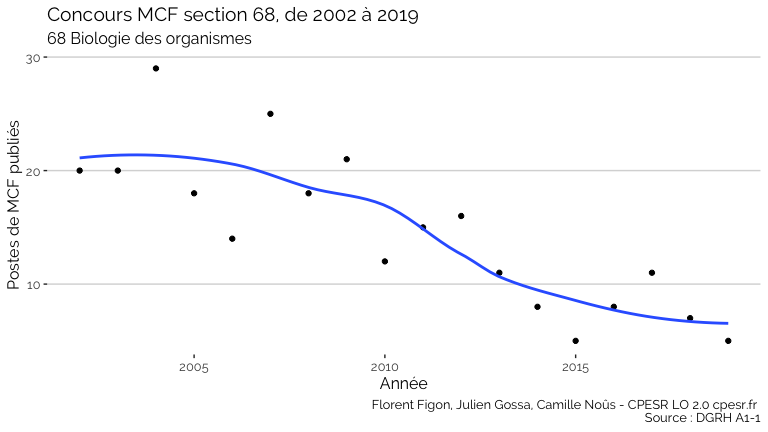 Concours MCF section 68, de 2002 à 2019
68 Biologie des organismes
Postes de MCF publiés
30
20
10
2005
2010
2015
Année
Florent Figon, Julien Gossa, Camille Noûs - CPESR LO 2.0 cpesr.fr
Source : DGRH A1-1